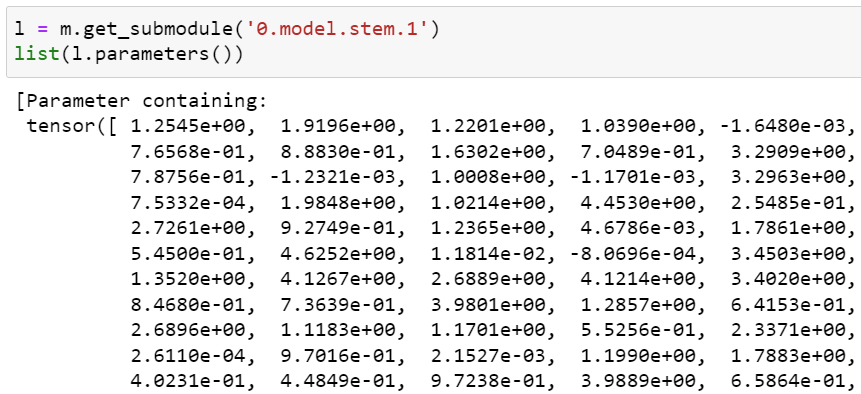 l = m.get_submodule('0.model.stem.1')
list(l.parameters())
[Parameter containing:
tensor([ 1.2545e+00, 1.9196e+00, 1.2201e+00, 1.0390e+00, -1.6480e-03,
7.6568e-01, 8.8830e-01, 1.6302e+00, 7.0489e-01, 3.2909e+00,
7.8756e-01, -1.2321e-03, 1.0008e+00, -1.1701e-03, 3.2963e+00,
7.5332e-04, 1.9848e+00, 1.0214e+00, 4.4530e+00, 2.5485e-01,
2.7261e+00, 9.2749e-01, 1.2365e+00, 4.6786e-03, 1.7861e+00,
5.4500e-01, 4.6252e+00, 1.1814e-02, -8.0696e-04, 3.4503e+00,
1.3520e+00, 4.1267e+00, 2.6889e+00, 4.1214e+00, 3.4020e+00,
8.4680e-01, 7.3639e-01, 3.9801e+00, 1.2857e+00, 6.4153e-01,
2.6896e+00, 1.1183e+00, 1.1701e+00, 5.5256e-01, 2.3371e+00,
2.6110e-04, 9.7016e-01, 2.1527e-03, 1.1990e+00, 1.7883e+00,
4.0231e-01, 4.4849e-01, 9.7238e-01, 3.9889e+00, 6.5864e-01,